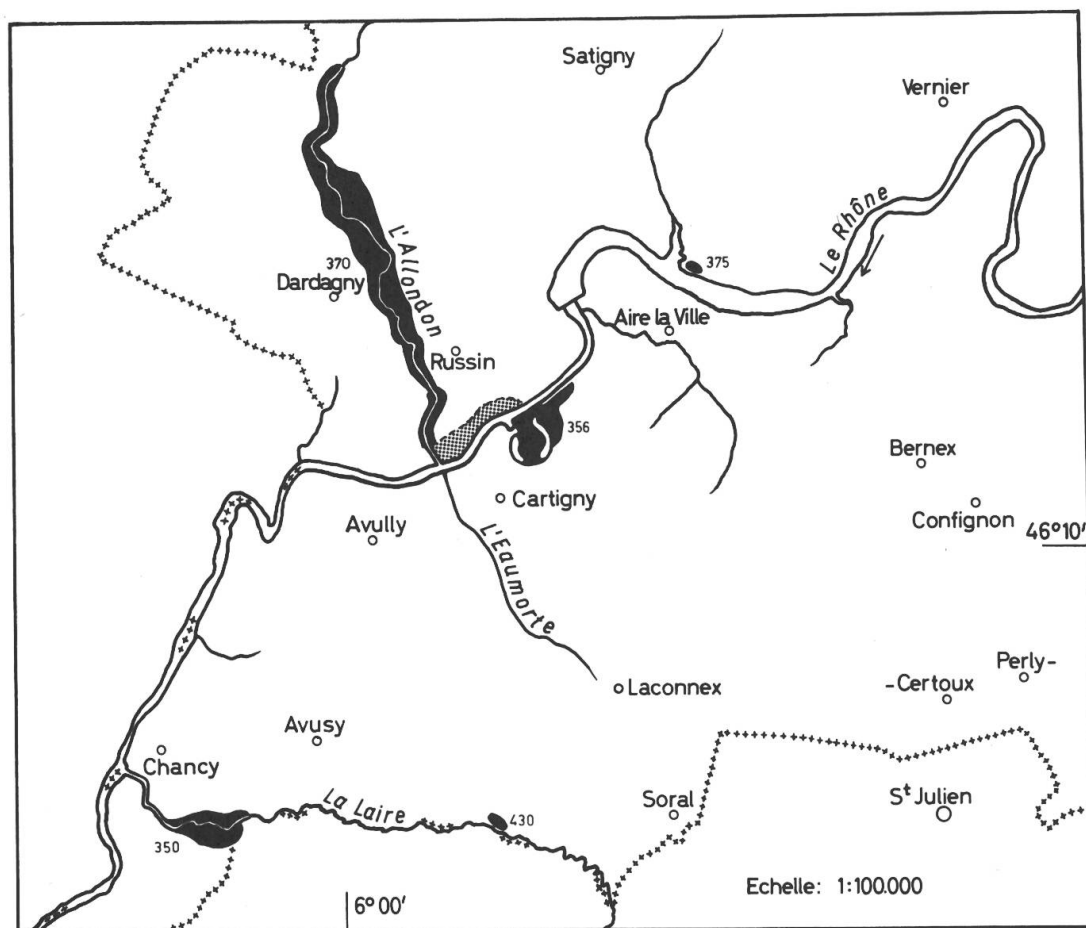 Satigny
Vernier
Le Rhône
L'Allondon
370
Dardagny
375
Aire la Ville
Russin
356
Bernex
Cartigny
Confignon
46°10'
Avully
L'Eaumorte
Perly-
Laconnex
-Certoux
Avusy
Chancy
La Laire
Soral
Sᵗ Julien
430
350
Echelle: 1:100.000
6°00'